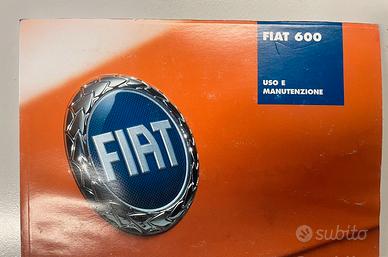 FIAT 600
USO E
MANUTENZIONE
FIAT
subito